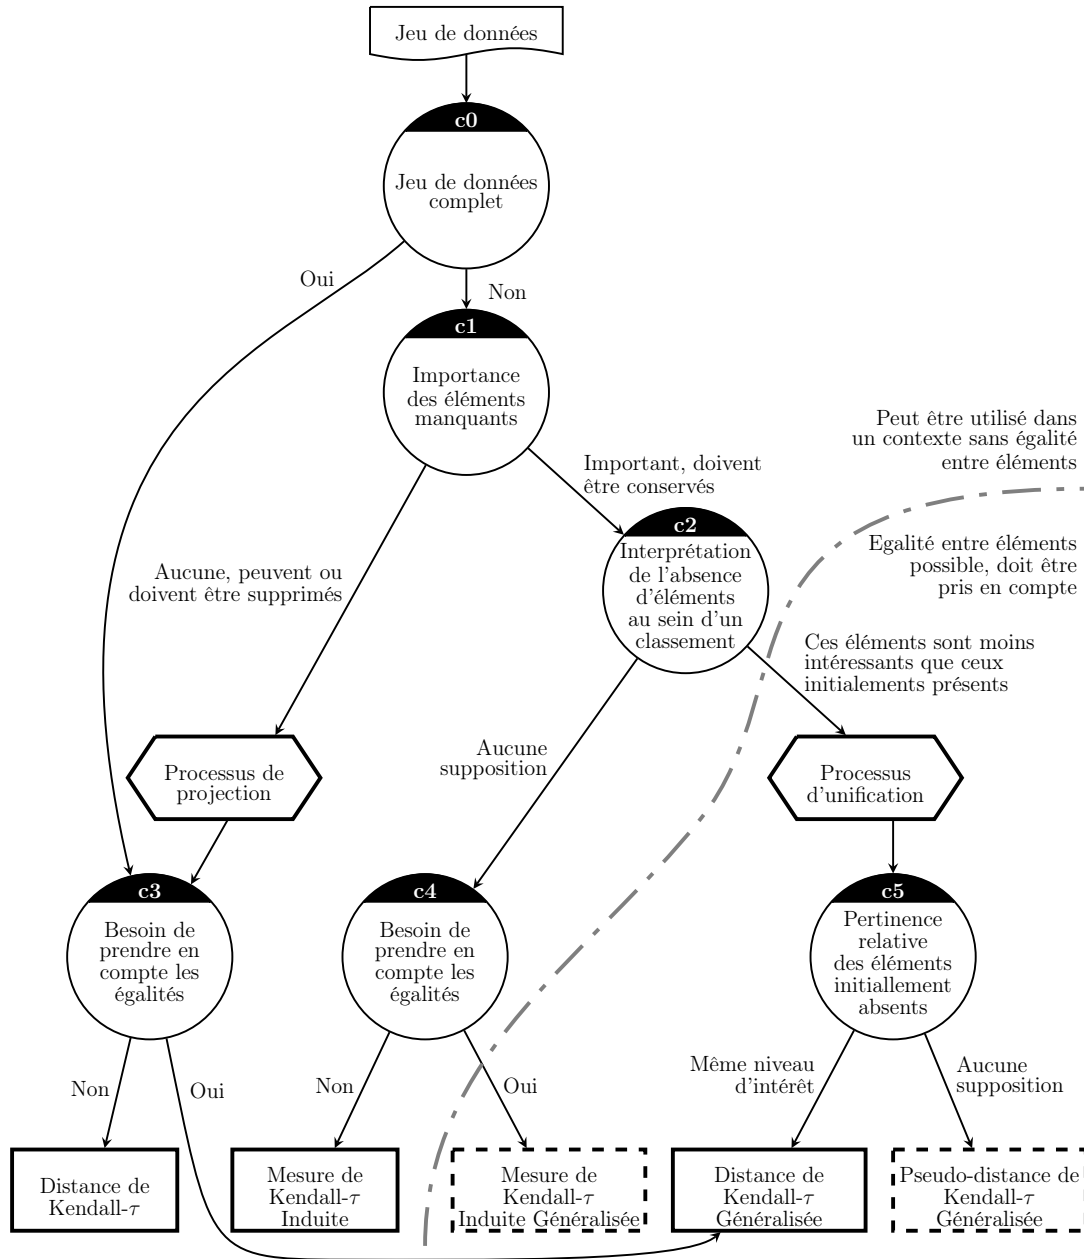 Jeu de données
c0
Jeu de données
complet
Oui
Non
c1
Importance
des éléments
manquants
Peut être utilisé dans
un contexte sans égalité
entre éléments
Important, doivent
être conservés
c2
Interprétation
de l'absence
d'éléments
au sein d'un
classement
Egalité entre éléments
possible, doit être
pris en compte
Aucune, peuvent ou
doivent être supprimés
Ces éléments sont moins
intéressants que ceux
initialements présents
Aucune
supposition
Processus de
projection
Processus
d'unification
c3
Besoin de
prendre en
compte les
égalités
c4
Besoin de
prendre en
compte les
égalités
c5
Pertinence
relative
des éléments
initiallement
absents
Non
Oui
Non
Oui
Même niveau
d'intérêt
Aucune
supposition
Distance de
Kendall-τ
Mesure de
Kendall-τ
Induite
Mesure de
Kendall-τ
Induite Généralisée
Distance de
Kendall-τ
Généralisée
Pseudo-distance de
Kendall-τ
Généralisée